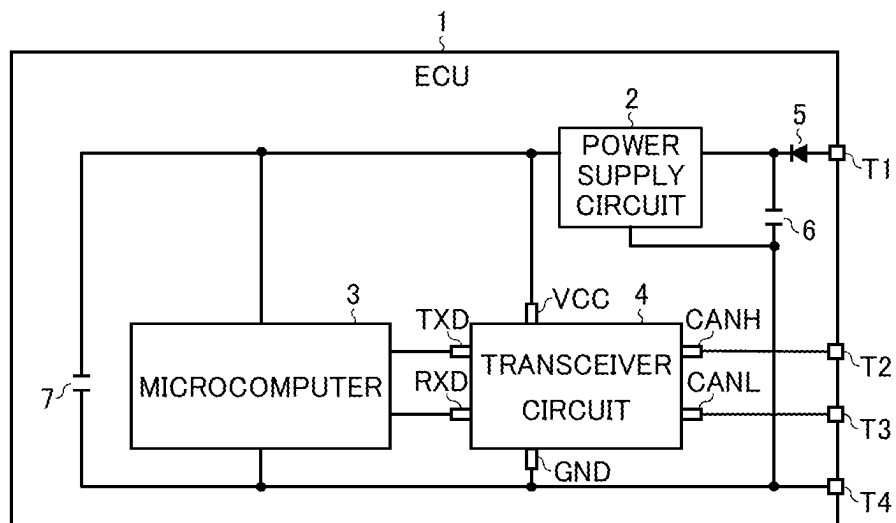 1
ECU
2
5
POWER
SUPPLY
CIRCUIT
T1
6
3
TXD
VCC
4
CANH
MICROCOMPUTER
TRANSCEIVER
CIRCUIT
T2
7
RXD
CANL
T3
GND
T4